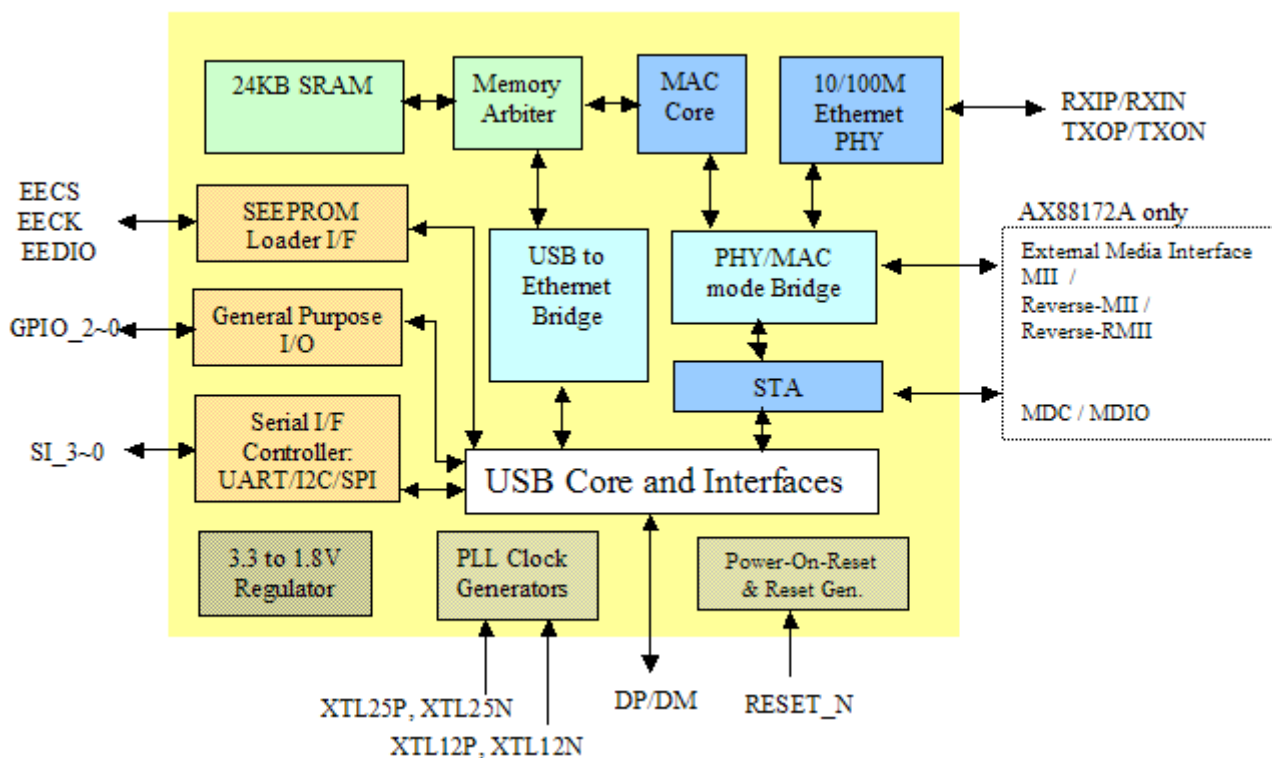 24KB SRAM
Memory
Arbiter
MAC
Core
10/100M
Ethernet
PHY
RXIP/RXIN
TXOP/TXON
EECS
EECK
EEDIO
SEEPROM
Loader I/F
USB to
Ethernet
Bridge
PHY/MAC
mode Bridge
AX88172A only
External Media Interface
MII /
Reverse-MII /
Reverse-RMII
MDC / MDIO
GPIO_2~0
General Purpose
I/O
STA
SI_3~0
Serial I/F
Controller:
UART/I2C/SPI
USB Core and Interfaces
3.3 to 1.8V
Regulator
PLL Clock
Generators
Power-On-Reset
& Reset Gen.
XTL25P, XTL25N
XTL12P, XTL12N
DP/DM
RESET_N